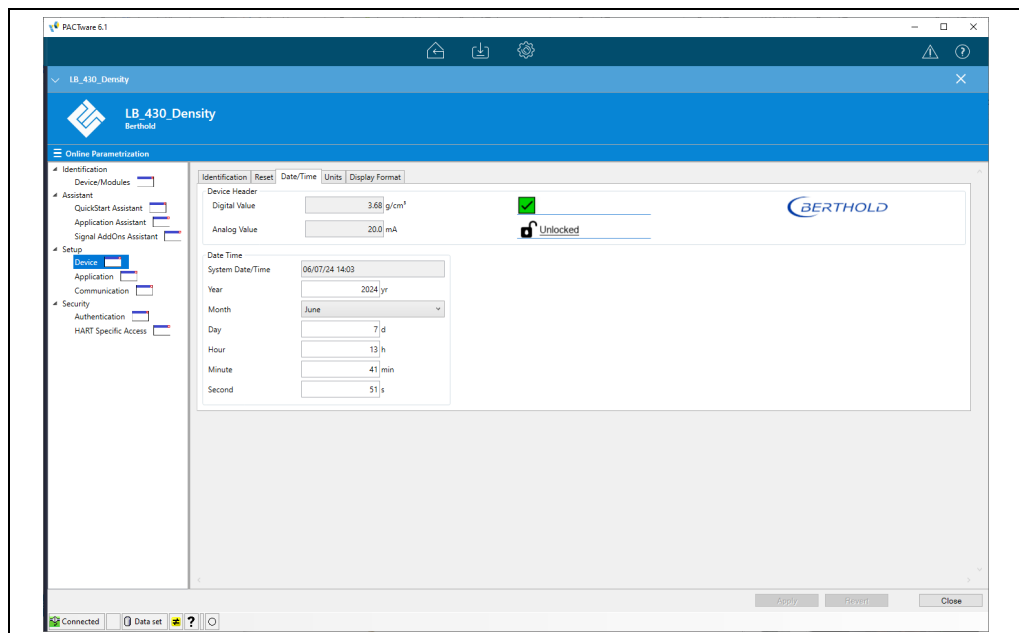 PACTware 6.1
LB_430_Density
LB_430_Density
Berthold
Online Parametrization
Identification
Device/Modules
Assistant
QuickStart Assistant
Application Assistant
Signal AddOns Assistant
Setup
Device
Application
Communication
Security
Authentication
HART Specific Access
Identification Reset Date/Time Units Display Format
Device Header
Digital Value 3.68 g/cm³
Analog Value 20.0 mA
Unlocked
BERTHOLD
Date Time
System Date/Time 06/07/24 14:03
Year 2024 yr
Month June
Day 7 d
Hour 13 h
Minute 41 min
Second 51 s
Apply Revert Close
Connected Data set ≠ ?